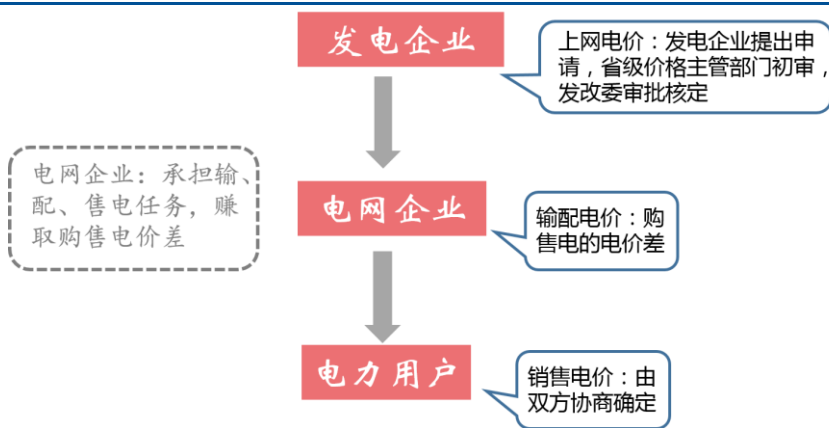 发电企业
上网电价：发电企业提出申
请，省级价格主管部门初审，
发改委审批核定
电网企业：承担输、
配、售电任务，赚
取购售电价差
电网企业
输配电价：购
售电的电价差
电力用户
销售电价：由
双方协商确定